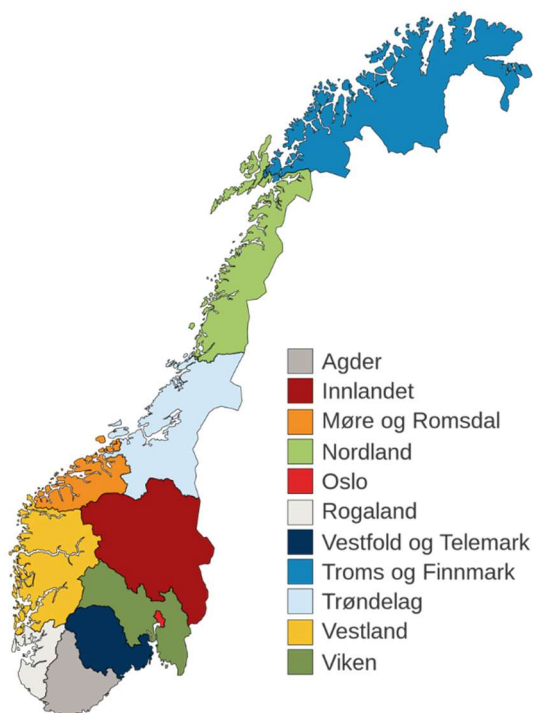 Agder
Innlandet
Møre og Romsdal
Nordland
Oslo
Rogaland
Vestfold og Telemark
Troms og Finnmark
Trøndelag
Vestland
Viken